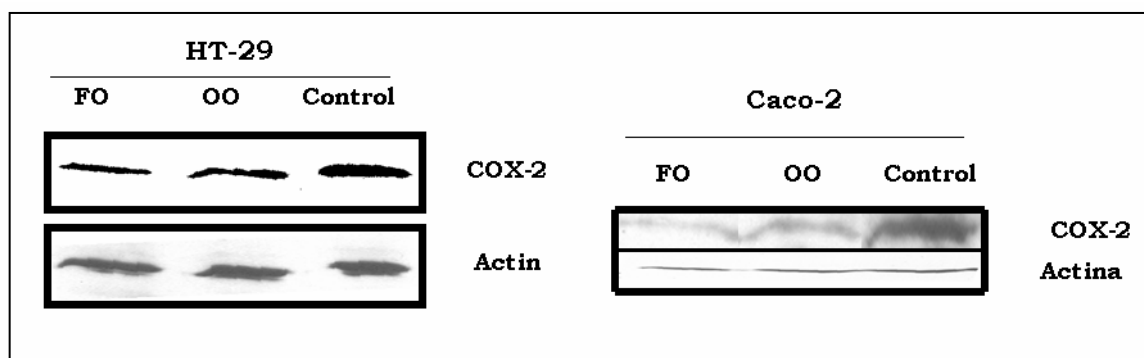 HT-29
FO OO Control
COX-2
Actin
Caco-2
FO OO Control
COX-2
Actina